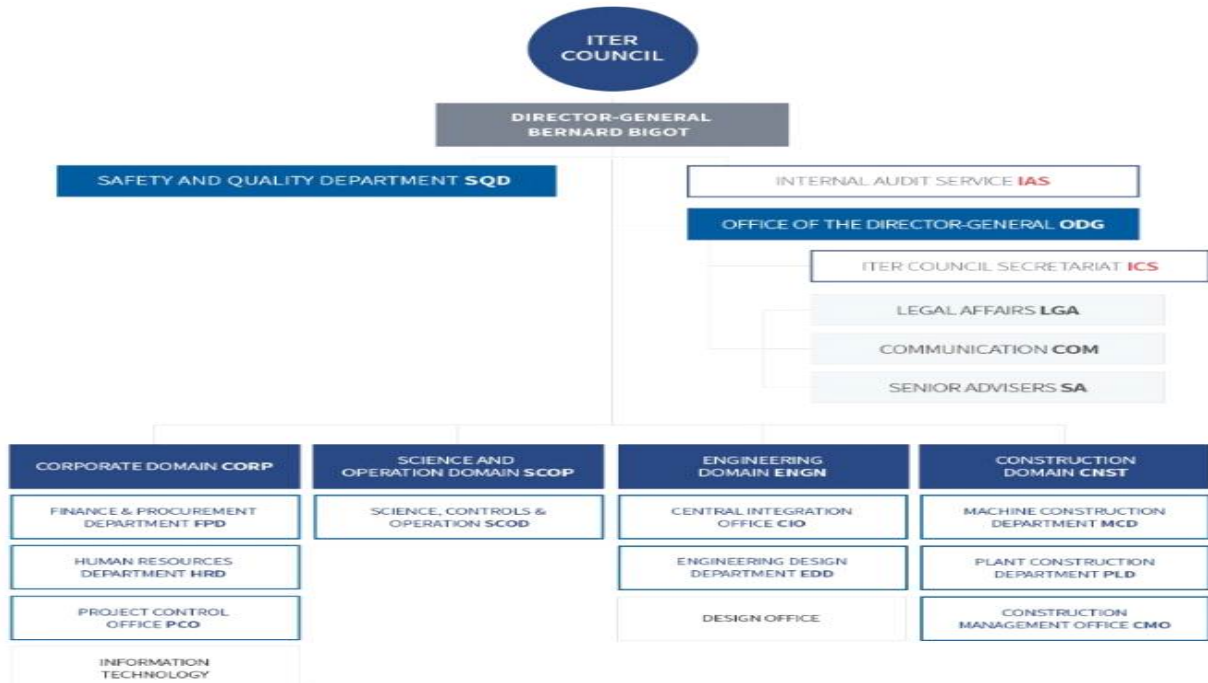 ITER
COUNCIL
DIRECTOR-GENERAL
BERNARD BIGOT
SAFETY AND QUALITY DEPARTMENT SQD
INTERNAL AUDIT SERVICE IAS
OFFICE OF THE DIRECTOR-GENERAL ODG
ITER COUNCIL SECRETARIAT ICS
LEGAL AFFAIRS LGA
COMMUNICATION COM
SENIOR ADVISERS SA
CORPORATE DOMAIN CORP
FINANCE & PROCUREMENT
DEPARTMENT FPD
HUMAN RESOURCES
DEPARTMENT HRD
PROJECT CONTROL
OFFICE PCO
INFORMATION
TECHNOLOGY
SCIENCE AND
OPERATION DOMAIN SCOP
SCIENCE, CONTROLS &
OPERATION SCOD
ENGINEERING
DOMAIN ENGN
CENTRAL INTEGRATION
OFFICE CIO
ENGINEERING DESIGN
DEPARTMENT EDD
DESIGN OFFICE
CONSTRUCTION
DOMAIN CNST
MACHINE CONSTRUCTION
DEPARTMENT MCD
PLANT CONSTRUCTION
DEPARTMENT PLD
CONSTRUCTION
MANAGEMENT OFFICE CMO